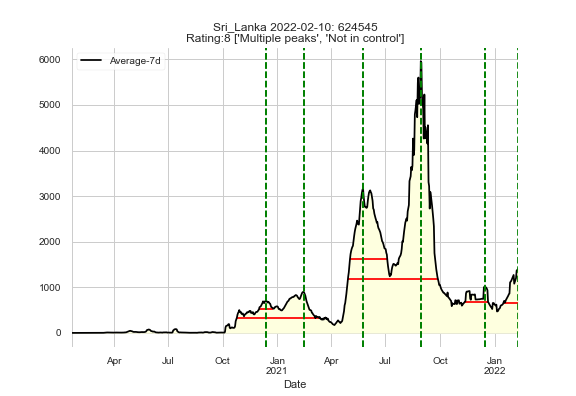 Sri_Lanka 2022-02-10: 624545
Rating:8 ['Multiple peaks', 'Not in control']
Average-7d
6000
5000
4000
3000
2000
1000
0
Apr Jul Oct Jan Apr Jul Oct Jan
2021 2022
Date